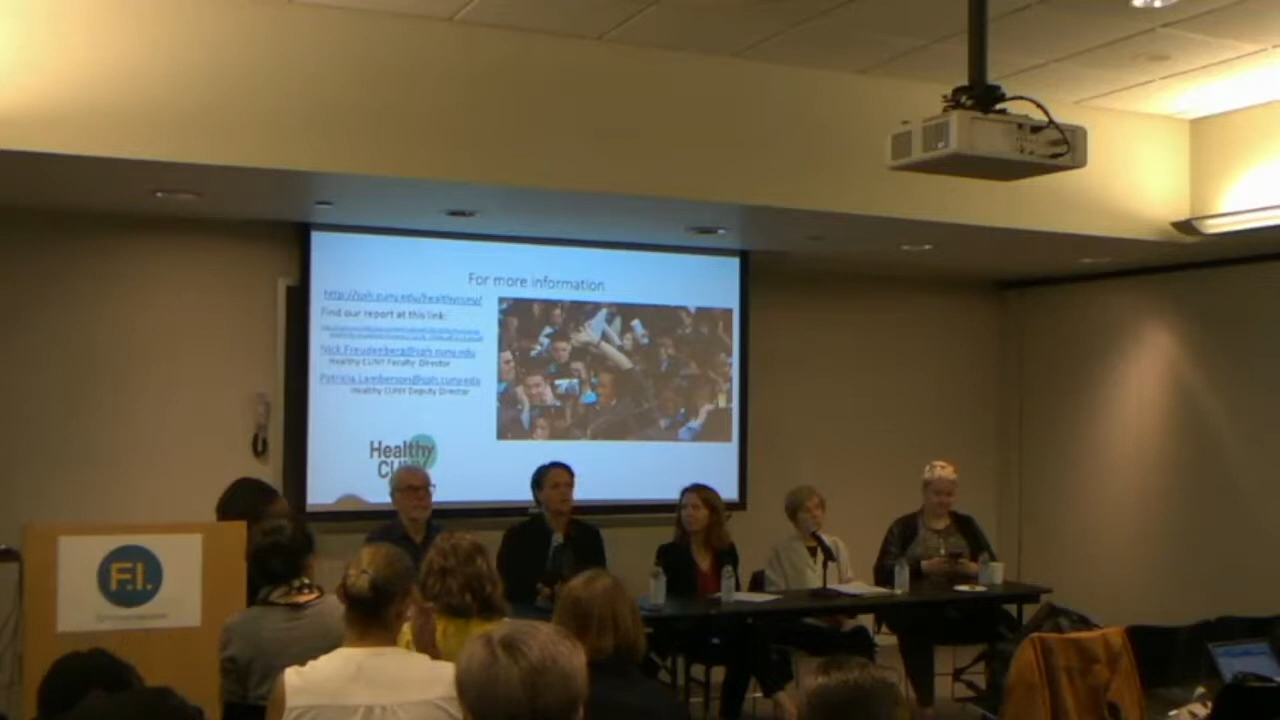 For more information
http://sph.cuny.edu/healthycuny/
Find our report at this link:
Nick.Freudenberg@sph.cuny.edu
Healthy CUNY Faculty Director
Patricia.Lamberson@sph.cuny.edu
Healthy CUNY Deputy Director
Healthy
CUNY
F.I.